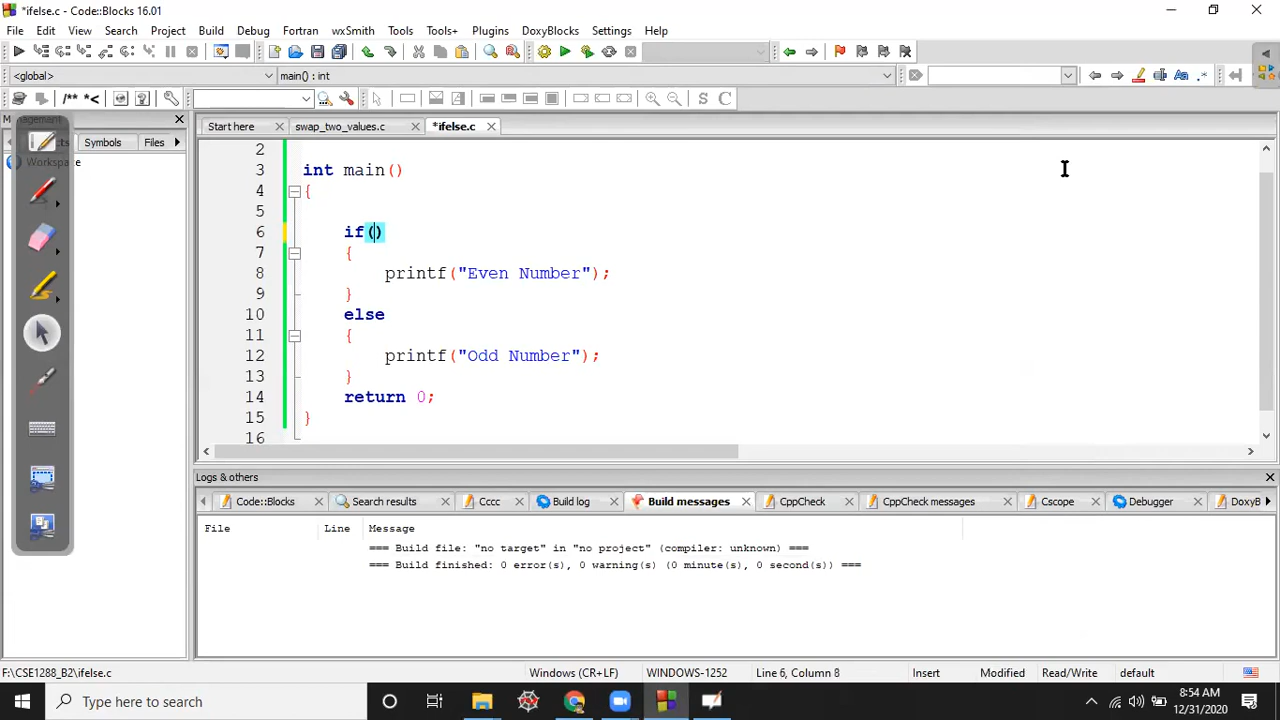 *ifelse.c - Code::Blocks 16.01
File Edit View Search Project Build Debug Fortran wxSmith Tools Tools+ Plugins DoxyBlocks Settings Help
<global> main() : int
/** *< S C
Start here swap_two_values.c *ifelse.c
Symbols Files
Workspace
2
3 int main()
4 {
5
6 if()
7 {
8 printf("Even Number");
9 }
10 else
11 {
12 printf("Odd Number");
13 }
14 return 0;
15 }
16
Logs & others
Code::Blocks Search results Cccc Build log Build messages CppCheck CppCheck messages Cscope Debugger DoxyB
File Line Message
=== Build file: "no target" in "no project" (compiler: unknown) ===
=== Build finished: 0 error(s), 0 warning(s) (0 minute(s), 0 second(s)) ===
F:\CSE1288_B2\ifelse.c Windows (CR+LF) WINDOWS-1252 Line 6, Column 8 Insert Modified Read/Write default
Type here to search
8:54 AM
12/31/2020